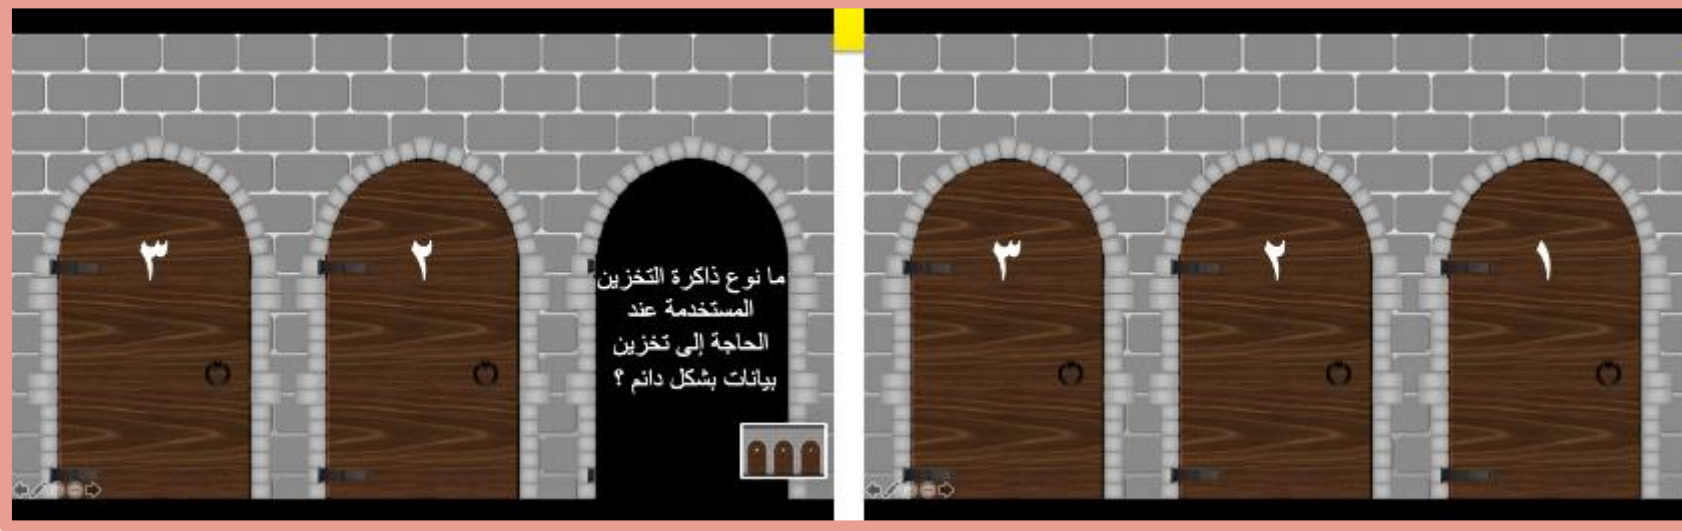 ١
٢
٣
ما نوع ذاكرة التخزين
المستخدمة عند
الحاجة إلى تخزين
بيانات بشكل دائم ؟
٢
٣